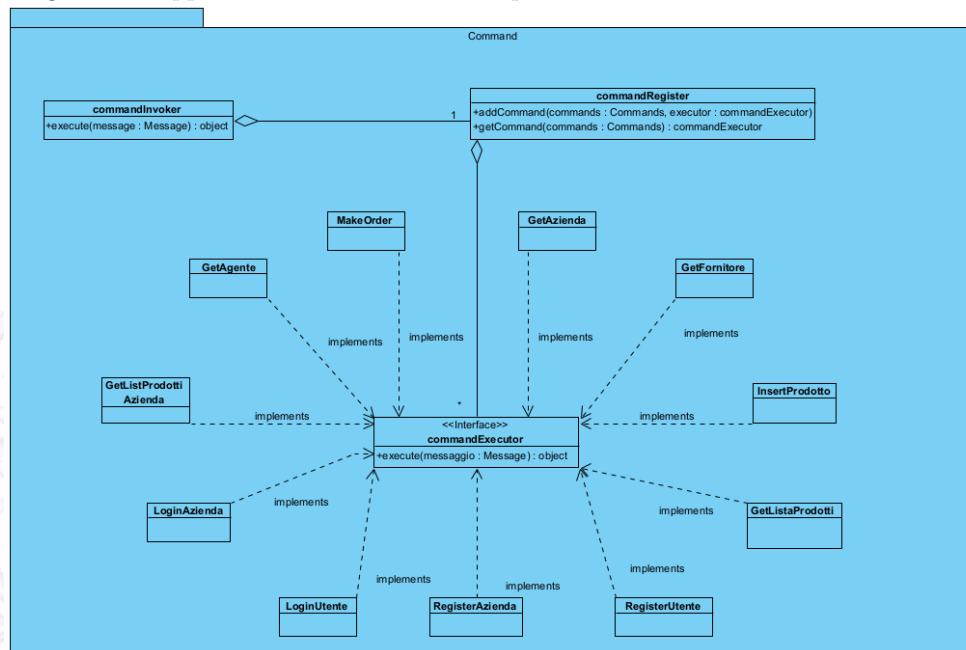 Command
commandInvoker
+execute(message : Message) : object
1
commandRegister
+addCommand(commands : Commands, executor : commandExecutor)
+getCommand(commands : Commands) : commandExecutor
MakeOrder
GetAzienda
GetAgente
GetFornitore
implements
implements
implements
implements
GetListProdotti
Azienda
InsertProdotto
implements
implements
*
<<Interface>>
commandExecutor
+execute(messaggio : Message) : object
LoginAzienda
implements
GetListaProdotti
implements
implements
implements
implements
LoginUtente
RegisterAzienda
RegisterUtente